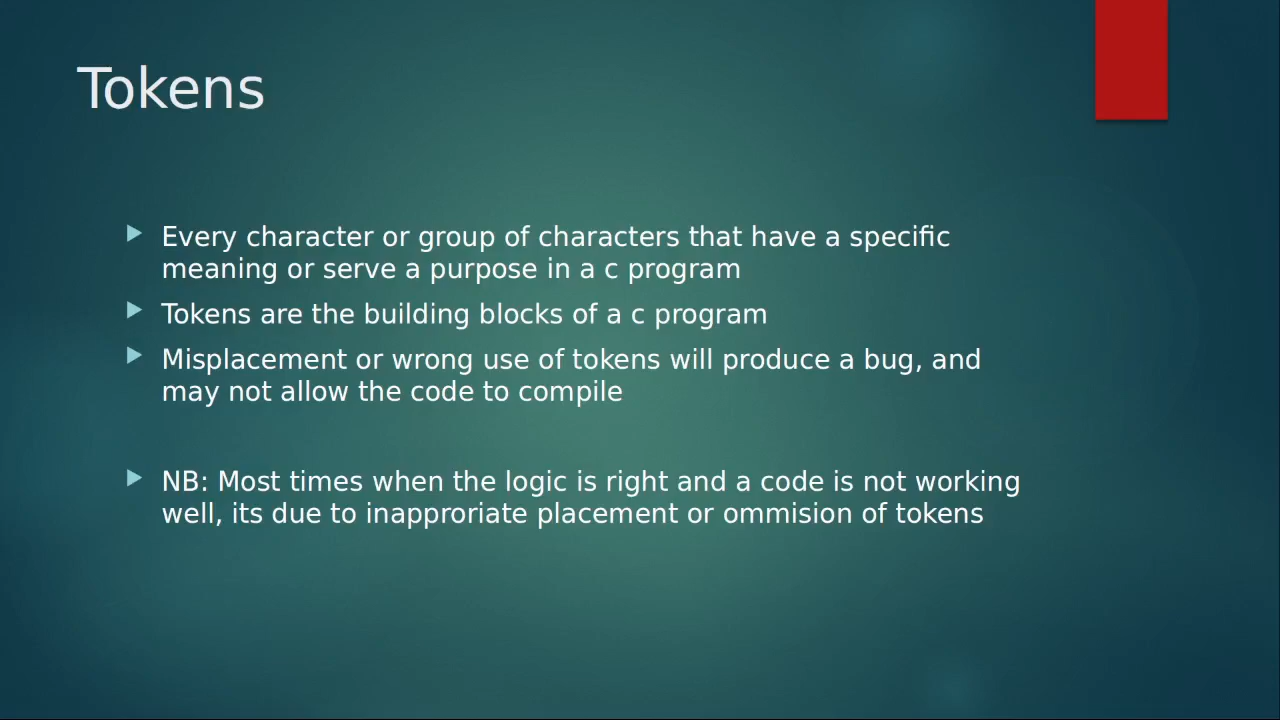 Tokens
Every character or group of characters that have a specific
meaning or serve a purpose in a c program
Tokens are the building blocks of a c program
Misplacement or wrong use of tokens will produce a bug, and
may not allow the code to compile
NB: Most times when the logic is right and a code is not working
well, its due to inapproriate placement or ommision of tokens